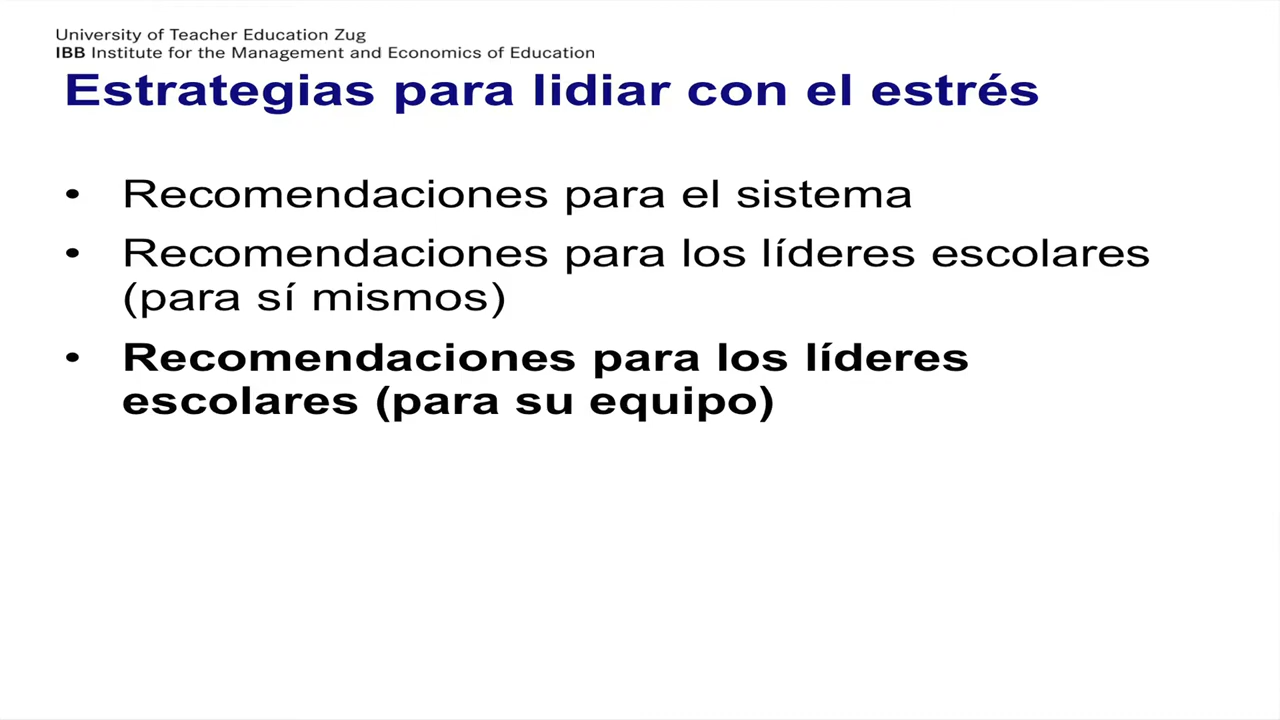 University of Teacher Education Zug
IBB Institute for the Management and Economics of Education
Estrategias para lidiar con el estrés
• Recomendaciones para el sistema
• Recomendaciones para los líderes escolares
(para sí mismos)
• Recomendaciones para los líderes
escolares (para su equipo)